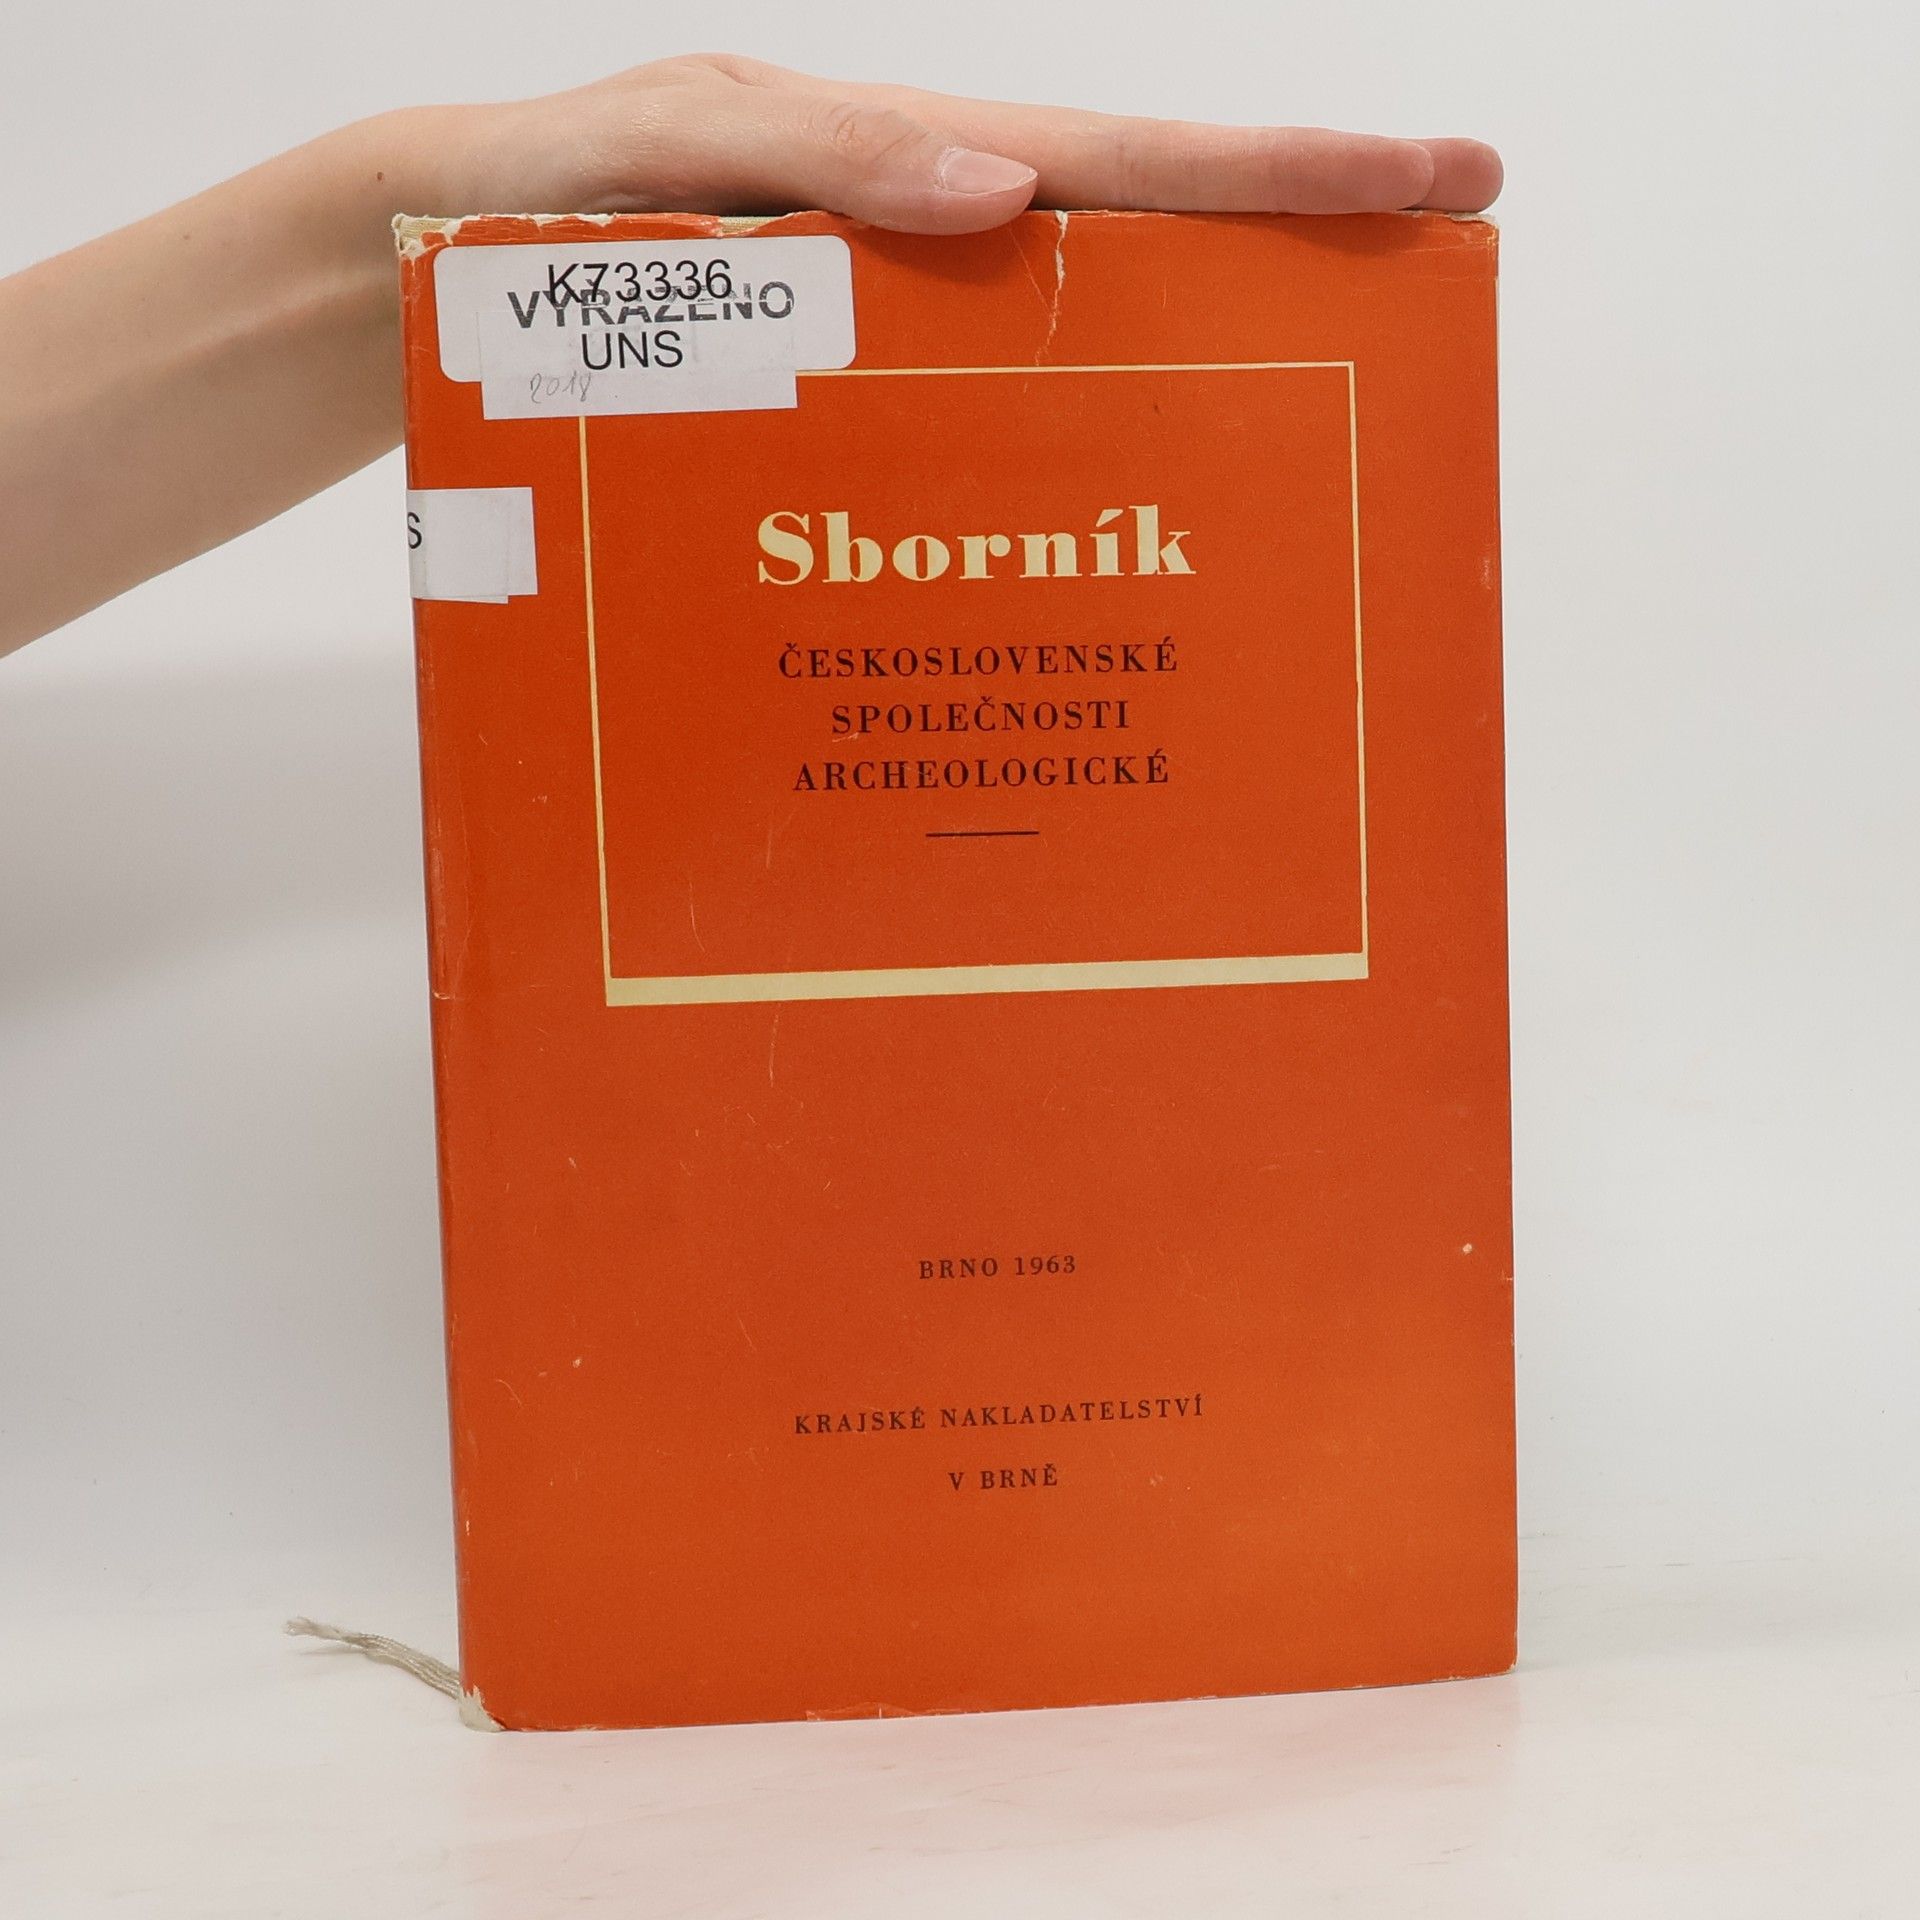 K73336
VYŘAZENO
UNS
2018
S
Sborník
ČESKOSLOVENSKÉ
SPOLEČNOSTI
ARCHEOLOGICKÉ
BRNO 1963
KRAJSKÉ NAKLADATELSTVÍ
V BRNĚ